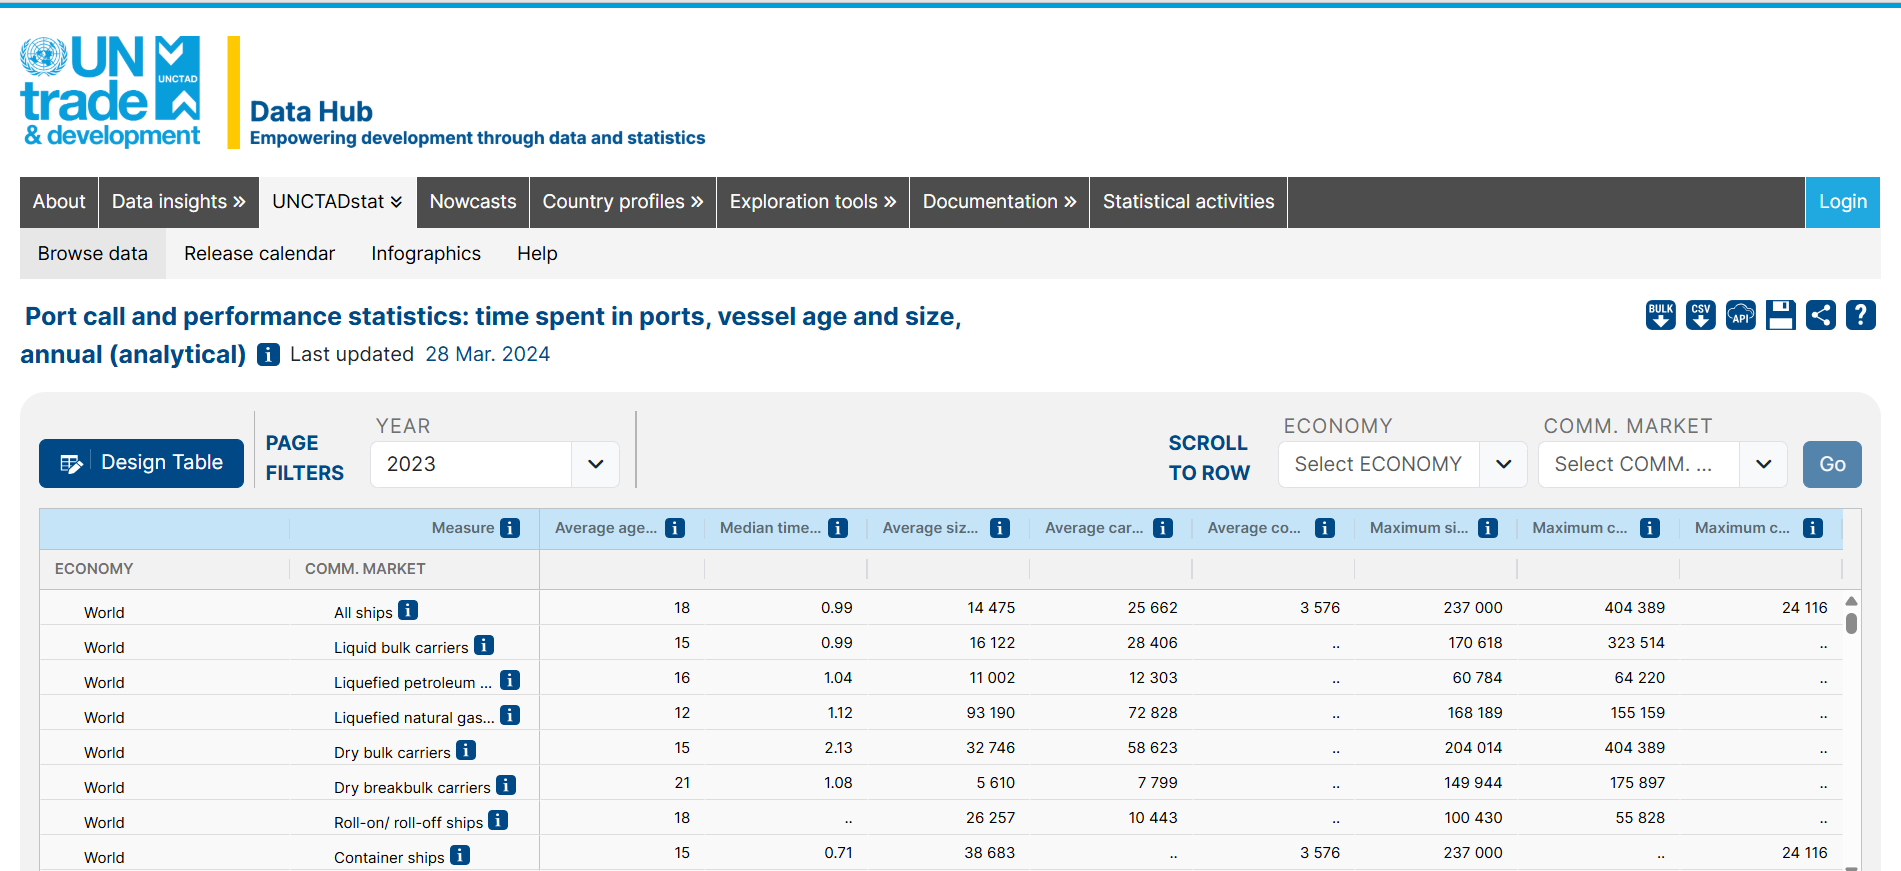 UN
UNCTAD
trade
& development
Data Hub
Empowering development through data and statistics
About Data insights » UNCTADstat Nowcasts Country profiles » Exploration tools » Documentation » Statistical activities Login
Browse data Release calendar Infographics Help
Port call and performance statistics: time spent in ports, vessel age and size,
annual (analytical) i Last updated 28 Mar. 2024
BULK CSV API ?
Design Table
PAGE
FILTERS
YEAR
2023
SCROLL
TO ROW
ECONOMY
Select ECONOMY
COMM. MARKET
Select COMM. ...
Go
Measure i Average age... i Median time... i Average siz... i Average car... i Average co... i Maximum si... i Maximum c... i Maximum c... i
ECONOMY COMM. MARKET
World All ships i 18 0.99 14 475 25 662 3 576 237 000 404 389 24 116
World Liquid bulk carriers i 15 0.99 16 122 28 406 .. 170 618 323 514 ..
World Liquefied petroleum ... i 16 1.04 11 002 12 303 .. 60 784 64 220 ..
World Liquefied natural gas... i 12 1.12 93 190 72 828 .. 168 189 155 159 ..
World Dry bulk carriers i 15 2.13 32 746 58 623 .. 204 014 404 389 ..
World Dry breakbulk carriers i 21 1.08 5 610 7 799 .. 149 944 175 897 ..
World Roll-on/ roll-off ships i 18 .. 26 257 10 443 .. 100 430 55 828 ..
World Container ships i 15 0.71 38 683 .. 3 576 237 000 .. 24 116